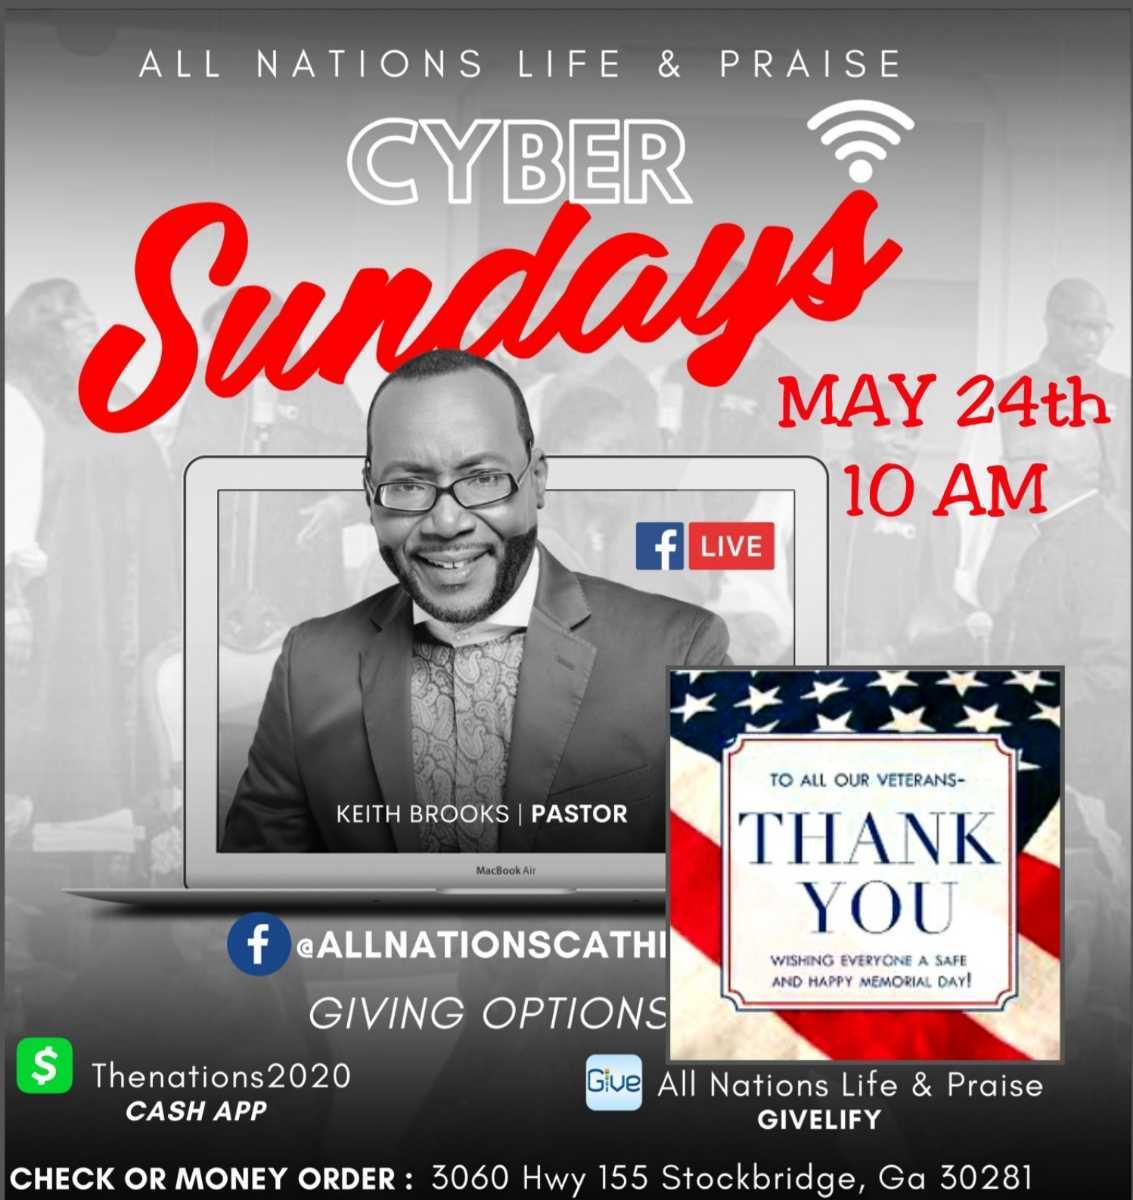 ALL NATIONS LIFE & PRAISE
CYBER
Sundays
MAY 24th
10 AM
f LIVE
KEITH BROOKS | PASTOR
MacBook Air
TO ALL OUR VETERANS-
THANK
YOU
WISHING EVERYONE A SAFE
AND HAPPY MEMORIAL DAY!
f @ALLNATIONSCATH
GIVING OPTIONS
$ Thenations2020
CASH APP
Give All Nations Life & Praise
GIVELIFY
CHECK OR MONEY ORDER : 3060 Hwy 155 Stockbridge, Ga 30281